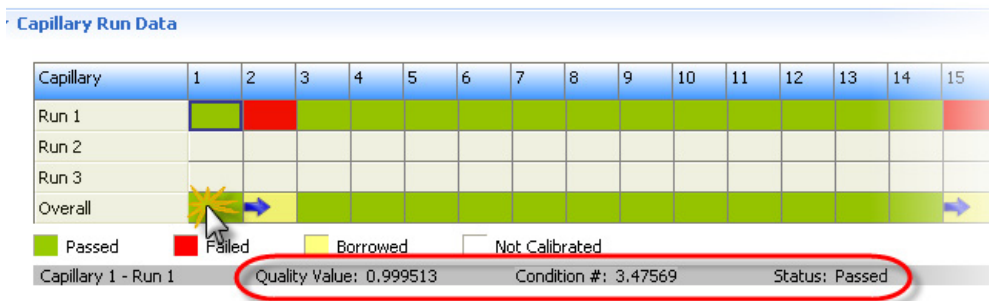 Capillary Run Data
Capillary 1 2 3 4 5 6 7 8 9 10 11 12 13 14 15
Run 1
Run 2
Run 3
Overall
Passed Failed Borrowed Not Calibrated
Capillary 1 - Run 1 Quality Value: 0.999513 Condition #: 3.47569 Status: Passed